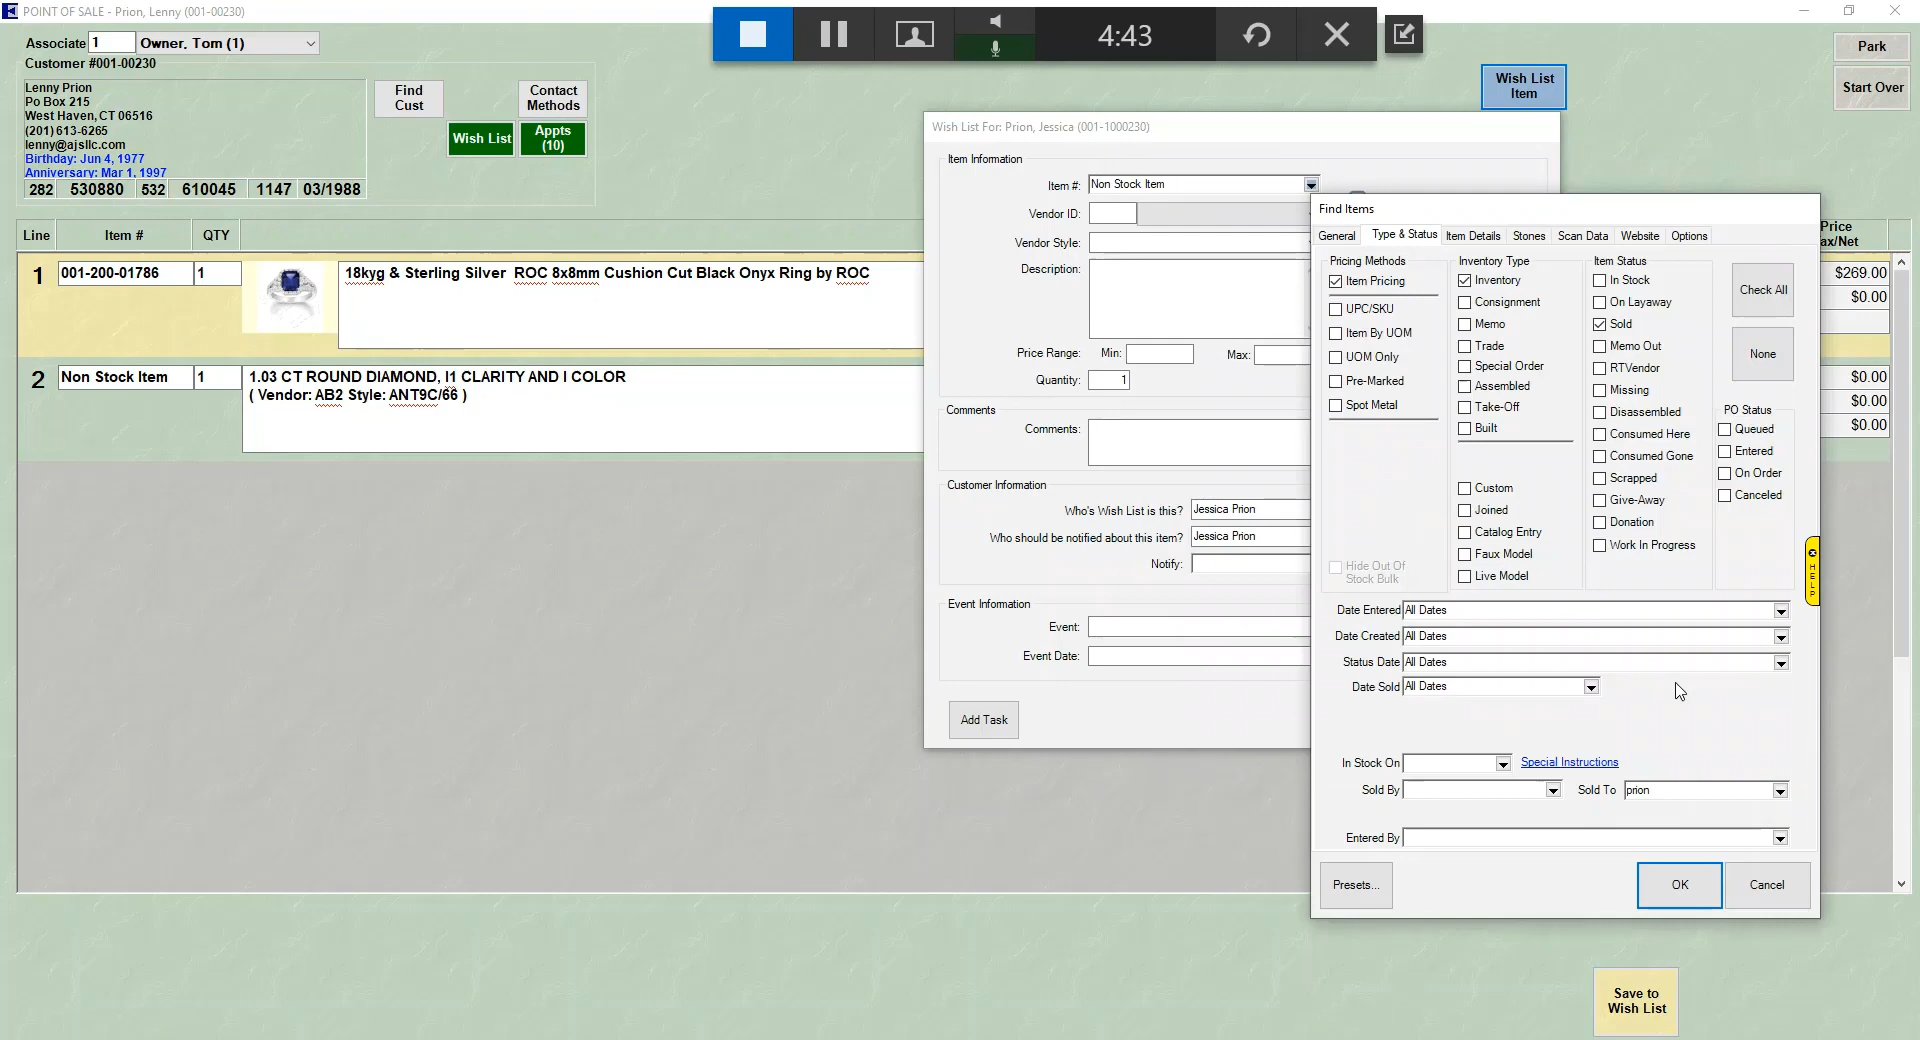 POINT OF SALE - Prion, Lenny (001-00230)
4:43
Associate 1 Owner, Tom (1)
Customer #001-00230
Lenny Prion
Po Box 215
West Haven, CT 06516
(201) 613-6265
lenny@ajsllc.com
Birthday: Jun 4, 1977
Anniversary: Mar 1, 1997
282 530880 532 610045 1147 03/1988
Find
Cust
Contact
Methods
Wish List
Appts
(10)
Wish List
Item
Park
Start Over
Line Item # QTY
Price
ax/Net
1 001-200-01786 1 18kyg & Sterling Silver ROC 8x8mm Cushion Cut Black Onyx Ring by ROC
$269.00
$0.00
2 Non Stock Item 1 1.03 CT ROUND DIAMOND, I1 CLARITY AND I COLOR
( Vendor: AB2 Style: ANT9C/66 )
$0.00
$0.00
$0.00
Wish List For: Prion, Jessica (001-1000230)
Item Information
Item #: Non Stock Item
Vendor ID:
Vendor Style:
Description:
Price Range: Min: Max:
Quantity: 1
Comments
Comments:
Customer Information
Who's Wish List is this? Jessica Prion
Who should be notified about this item? Jessica Prion
Notify:
Event Information
Event:
Event Date:
Add Task
Find Items
General Type & Status Item Details Stones Scan Data Website Options
Pricing Methods
Item Pricing
UPC/SKU
Item By UOM
UOM Only
Pre-Marked
Spot Metal
Hide Out Of
Stock Bulk
Inventory Type
Inventory
Consignment
Memo
Trade
Special Order
Assembled
Take-Off
Built
Custom
Joined
Catalog Entry
Faux Model
Live Model
Item Status
In Stock
On Layaway
Sold
Memo Out
RTVendor
Missing
Disassembled
Consumed Here
Consumed Gone
Scrapped
Give-Away
Donation
Work In Progress
Check All
None
PO Status
Queued
Entered
On Order
Canceled
HELP
Date Entered All Dates
Date Created All Dates
Status Date All Dates
Date Sold All Dates
In Stock On Special Instructions
Sold By Sold To prion
Entered By
Presets... OK Cancel
Save to
Wish List